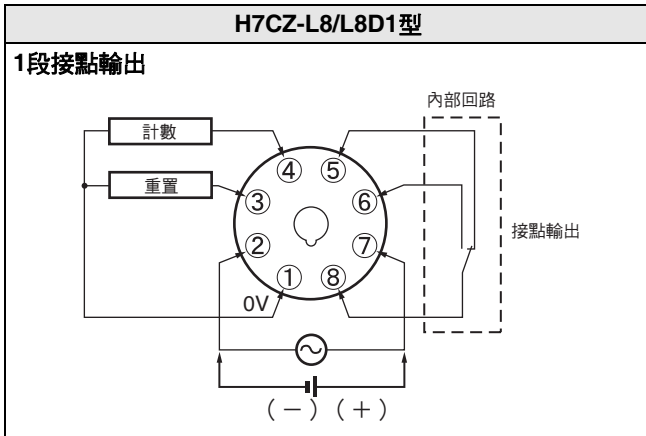 H7CZ-L8/L8D1型
1段接點輸出
內部回路
計數
④ ⑤
重置
③ ⑥
接點輸出
② ⑦
① ⑧
0V
（－）（＋）